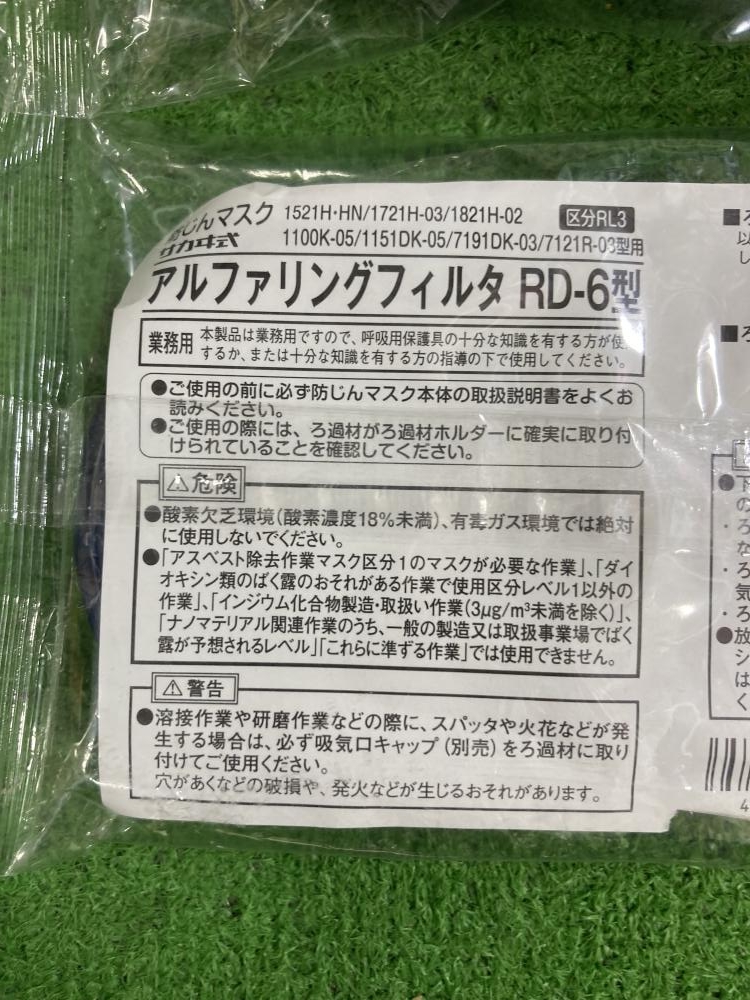 防じんマスク 1521H・HN/1721H-03/1821H-02 区分RL3
サカヰ式 1100K-05/1151DK-05/7191DK-03/7121R-03型用
アルファリングフィルタ RD-6型
業務用 本製品は業務用ですので、呼吸用保護具の十分な知識を有する方が使用
するか、または十分な知識を有する方の指導の下で使用してください。
●ご使用の前に必ず防じんマスク本体の取扱説明書をよくお
読みください。
●ご使用の際には、ろ過材がろ過材ホルダーに確実に取り付
けられていることを確認してください。
⚠危険
●酸素欠乏環境(酸素濃度18%未満)、有毒ガス環境では絶対
に使用しないでください。
●「アスベスト除去作業マスク区分1のマスクが必要な作業」、「ダイ
オキシン類のばく露のおそれがある作業で使用区分レベル1以外の
作業」、「インジウム化合物製造・取扱い作業(3μg/m³未満を除く)」、
「ナノマテリアル関連作業のうち、一般の製造又は取扱事業場でばく
露が予想されるレベル」「これらに準ずる作業」では使用できません。
⚠警告
●溶接作業や研磨作業などの際に、スパッタや火花などが発
生する場合は、必ず吸気口キャップ(別売)をろ過材に取り
付けてご使用ください。
穴があくなどの破損や、発火などが生じるおそれがあります。
■ろ
以
し
■ろ
●下
の
・ろ
な
・ろ
気
・ろ
●放
シ
は
く
4